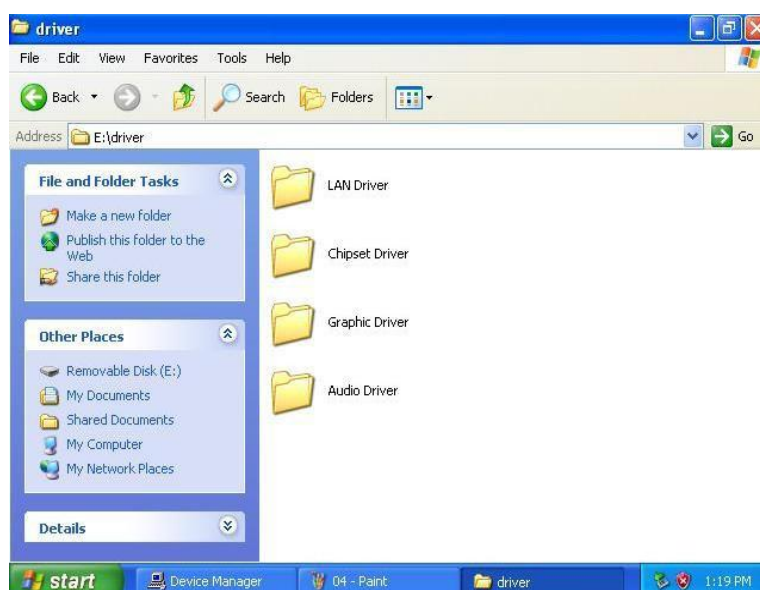 driver
File Edit View Favorites Tools Help
Back Search Folders
Address E:\driver Go
File and Folder Tasks
Make a new folder
Publish this folder to the
Web
Share this folder
Other Places
Removable Disk (E:)
My Documents
Shared Documents
My Computer
My Network Places
Details
LAN Driver
Chipset Driver
Graphic Driver
Audio Driver
start Device Manager 04 - Paint driver 1:19 PM